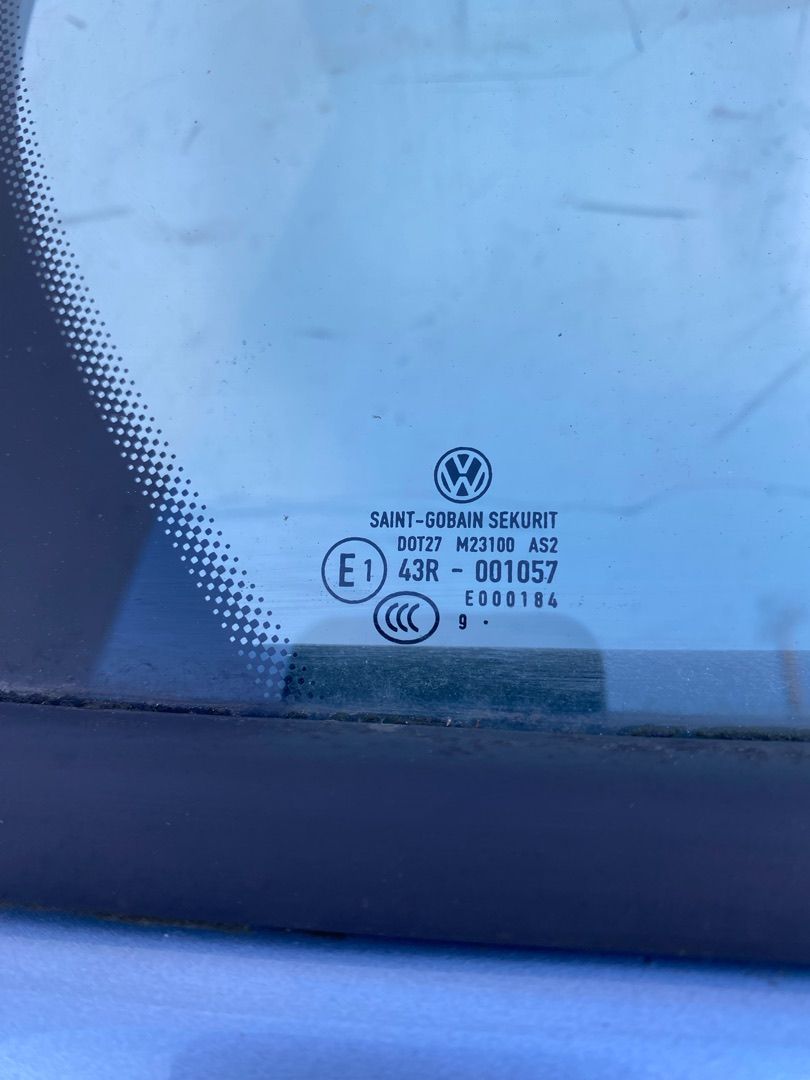 SAINT-GOBAIN SEKURIT
DOT27 M23100 AS2
E1 43R - 001057
E000184
CCC 9 ·